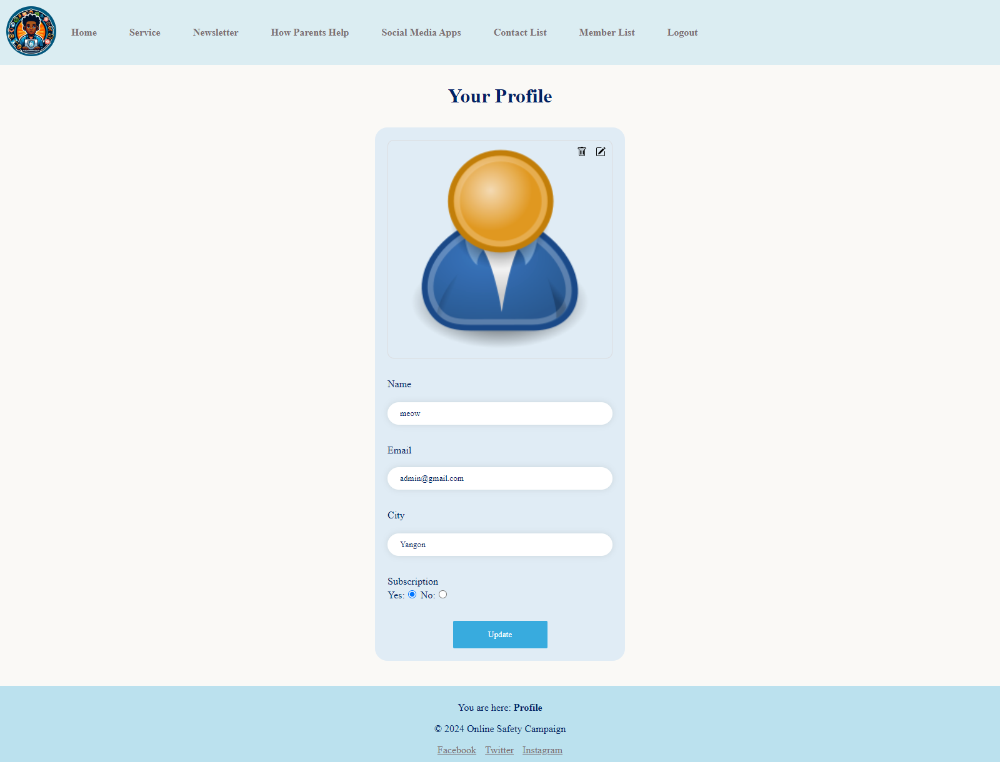 Home Service Newsletter How Parents Help Social Media Apps Contact List Member List Logout
Your Profile
Name
meow
Email
admin@gmail.com
City
Yangon
Subscription
Yes: No:
Update
You are here: Profile
© 2024 Online Safety Campaign
Facebook Twitter Instagram